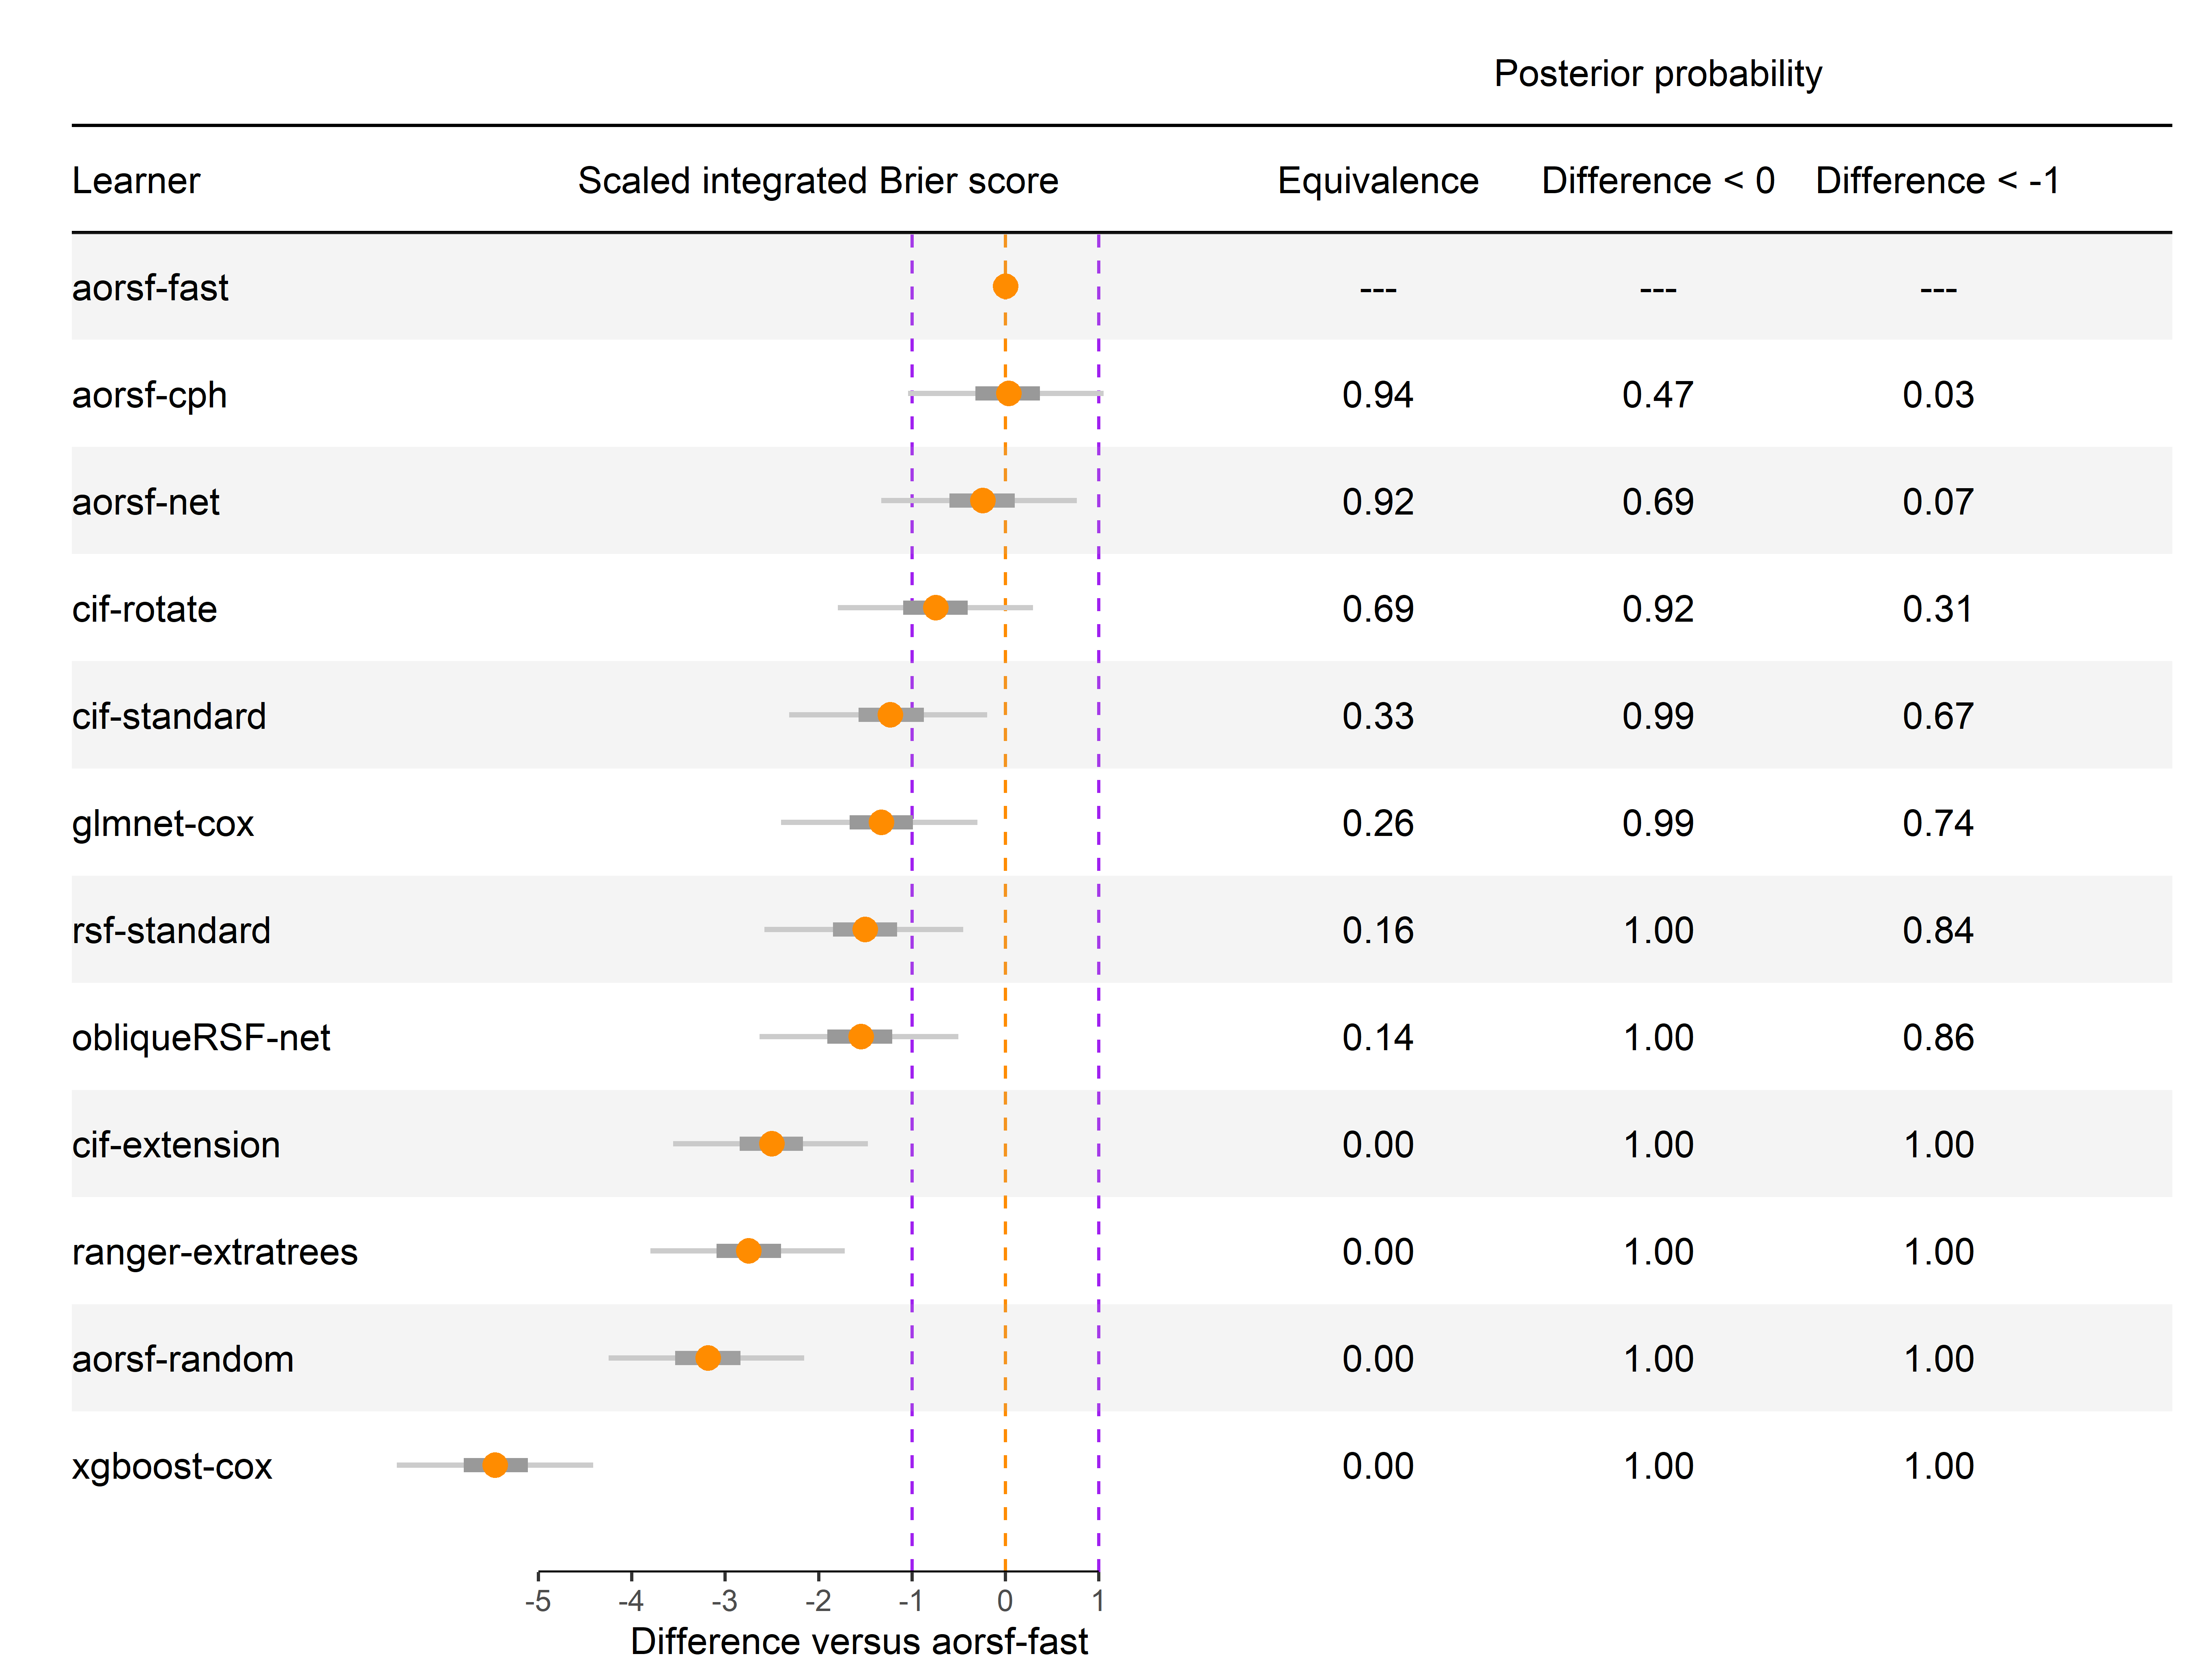 Posterior probability
Learner Scaled integrated Brier score Equivalence Difference < 0 Difference < -1
aorsf-fast --- --- ---
aorsf-cph 0.94 0.47 0.03
aorsf-net 0.92 0.69 0.07
cif-rotate 0.69 0.92 0.31
cif-standard 0.33 0.99 0.67
glmnet-cox 0.26 0.99 0.74
rsf-standard 0.16 1.00 0.84
obliqueRSF-net 0.14 1.00 0.86
cif-extension 0.00 1.00 1.00
ranger-extratrees 0.00 1.00 1.00
aorsf-random 0.00 1.00 1.00
xgboost-cox 0.00 1.00 1.00
-5 -4 -3 -2 -1 0 1
Difference versus aorsf-fast